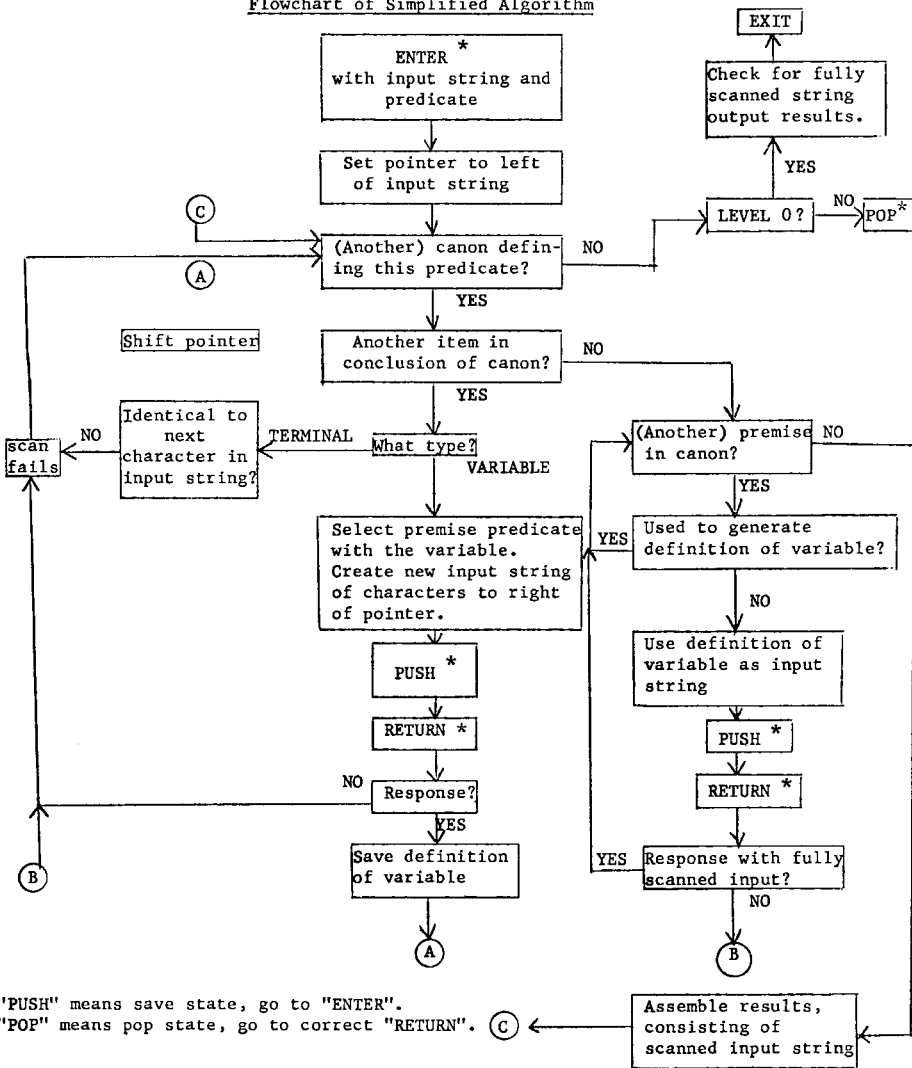 Flowchart of Simplified Algorithm
EXIT
ENTER *
with input string and
predicate
Check for fully
scanned string
output results.
YES
Set pointer to left
of input string
C
LEVEL 0?
NO
POP*
(Another) canon defin-
ing this predicate?
NO
A
YES
Shift pointer
Another item in
conclusion of canon?
NO
YES
Identical to
next
character in
input string?
NO
scan
fails
TERMINAL
What type?
VARIABLE
(Another) premise
in canon?
NO
YES
Select premise predicate
with the variable.
Create new input string
of characters to right
of pointer.
YES
Used to generate
definition of variable?
NO
PUSH *
Use definition of
variable as input
string
RETURN *
PUSH *
NO
Response?
RETURN *
YES
Save definition
of variable
YES
Response with fully
scanned input?
NO
B
A
B
"PUSH" means save state, go to "ENTER".
"POP" means pop state, go to correct "RETURN".
C
Assemble results,
consisting of
scanned input string